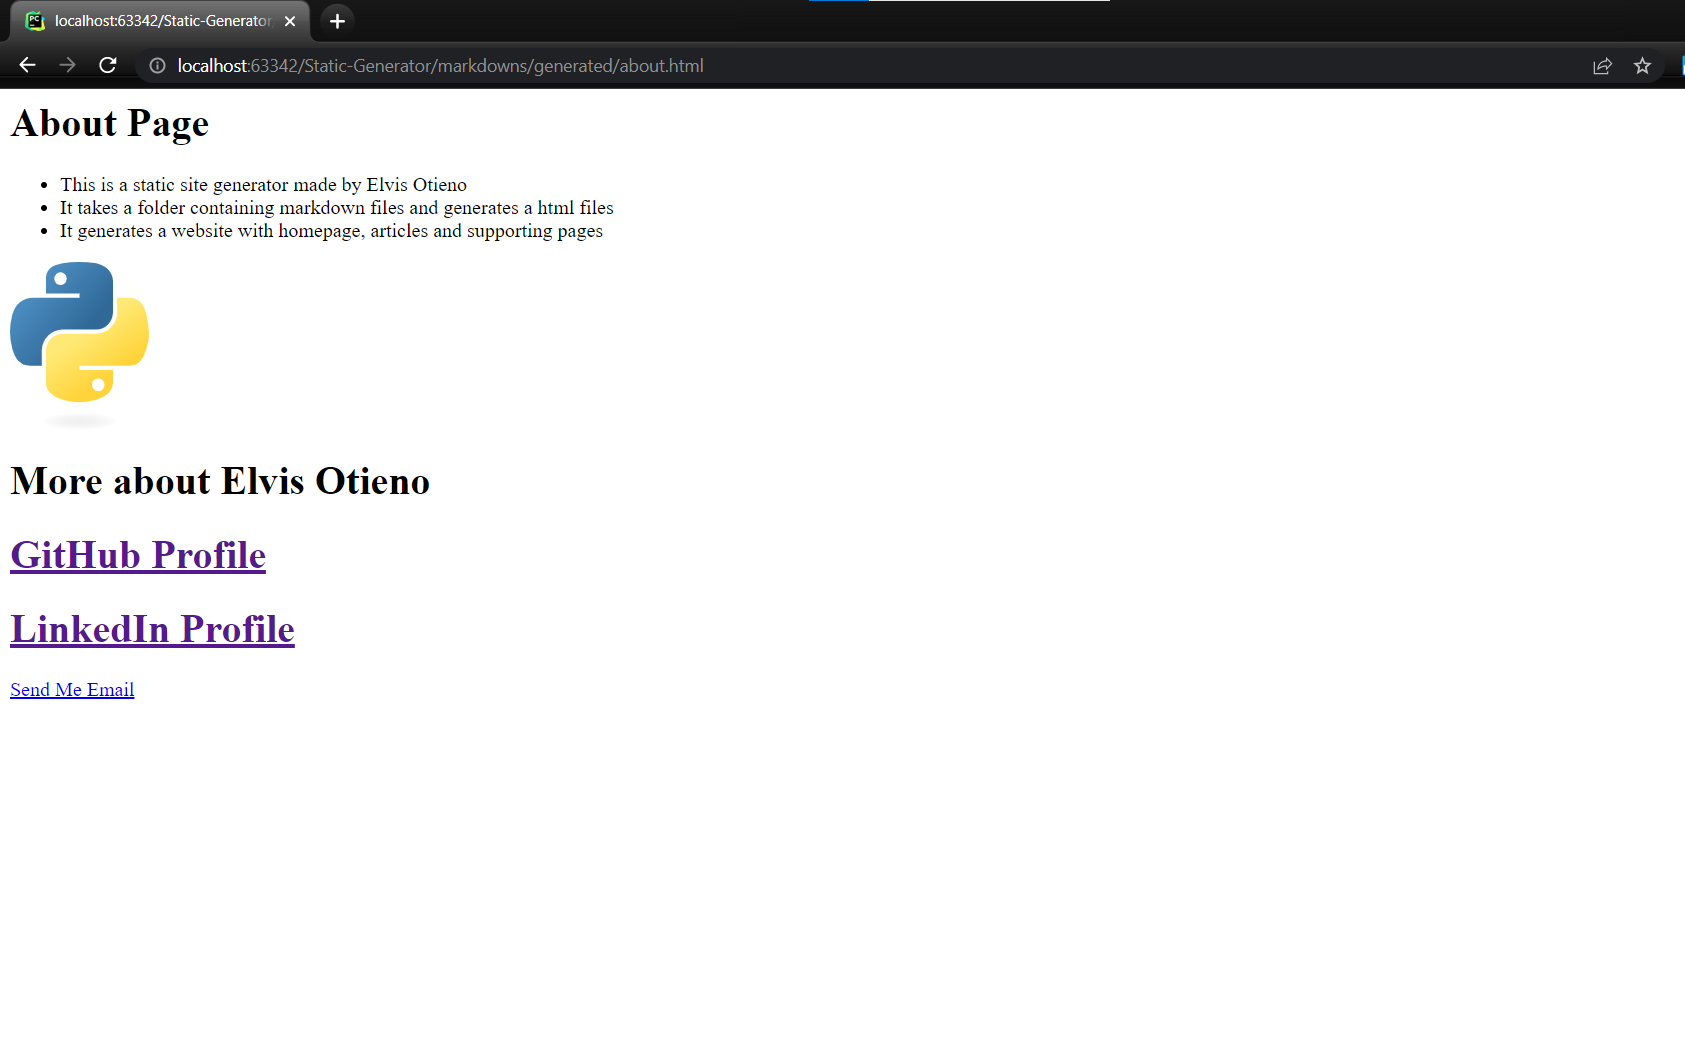 PC
localhost:63342/Static-Generator
localhost:63342/Static-Generator/markdowns/generated/about.html
About Page
• This is a static site generator made by Elvis Otieno
• It takes a folder containing markdown files and generates a html files
• It generates a website with homepage, articles and supporting pages
More about Elvis Otieno
GitHub Profile
LinkedIn Profile
Send Me Email